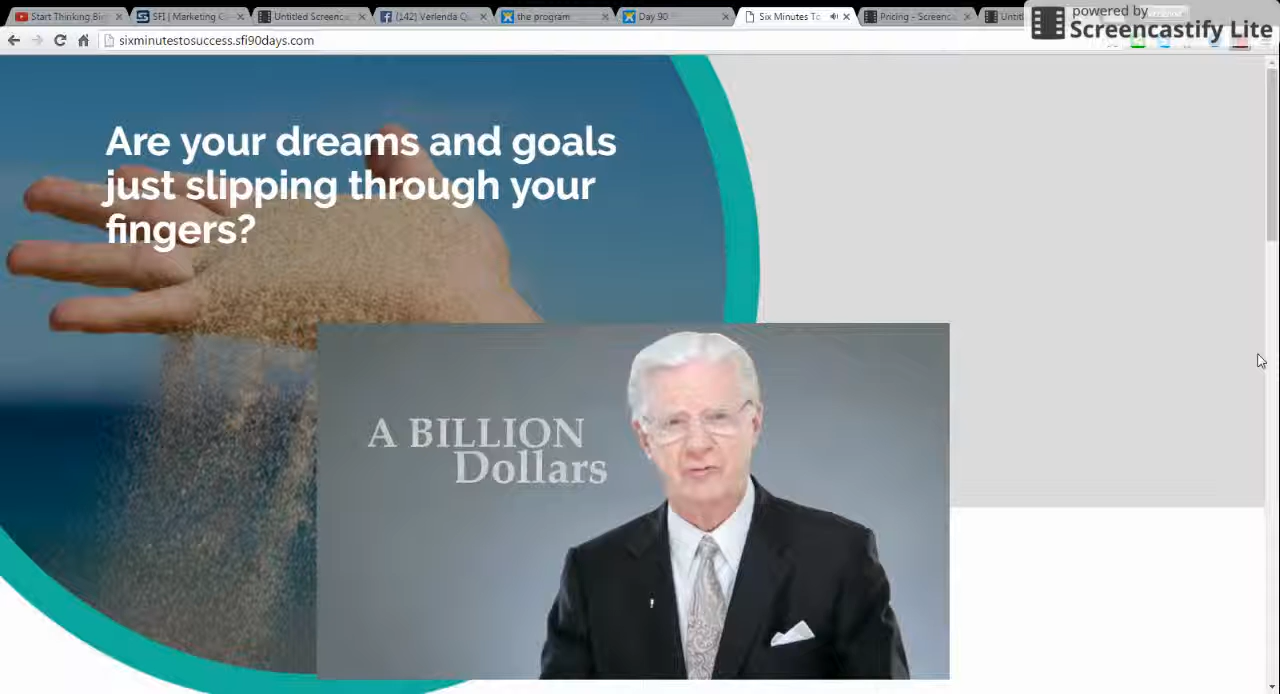 Start Thinking Bi
SFI | Marketing C
Untitled Screenca
(142) Verlenda Q
the program
Day 90
Six Minutes To
Pricing - Screenc
Unti
powered by
Screencastify Lite
sixminutestosuccess.sfi90days.com
Are your dreams and goals
just slipping through your
fingers?
A BILLION
Dollars